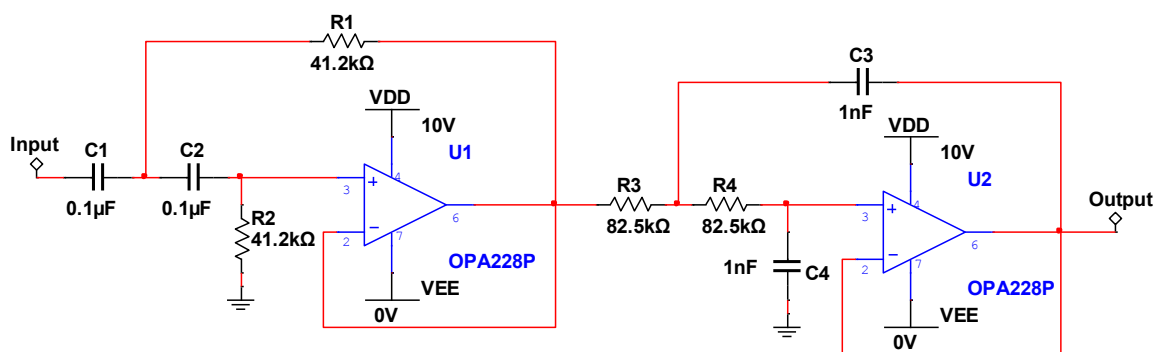 R1
41.2kΩ
C3
1nF
VDD
10V
Input
C1
0.1µF
C2
0.1µF
U1
3
4
6
2
7
R2
41.2kΩ
OPA228P
VEE
0V
R3
82.5kΩ
R4
82.5kΩ
VDD
10V
U2
Output
3
4
6
2
7
1nF
C4
OPA228P
VEE
0V